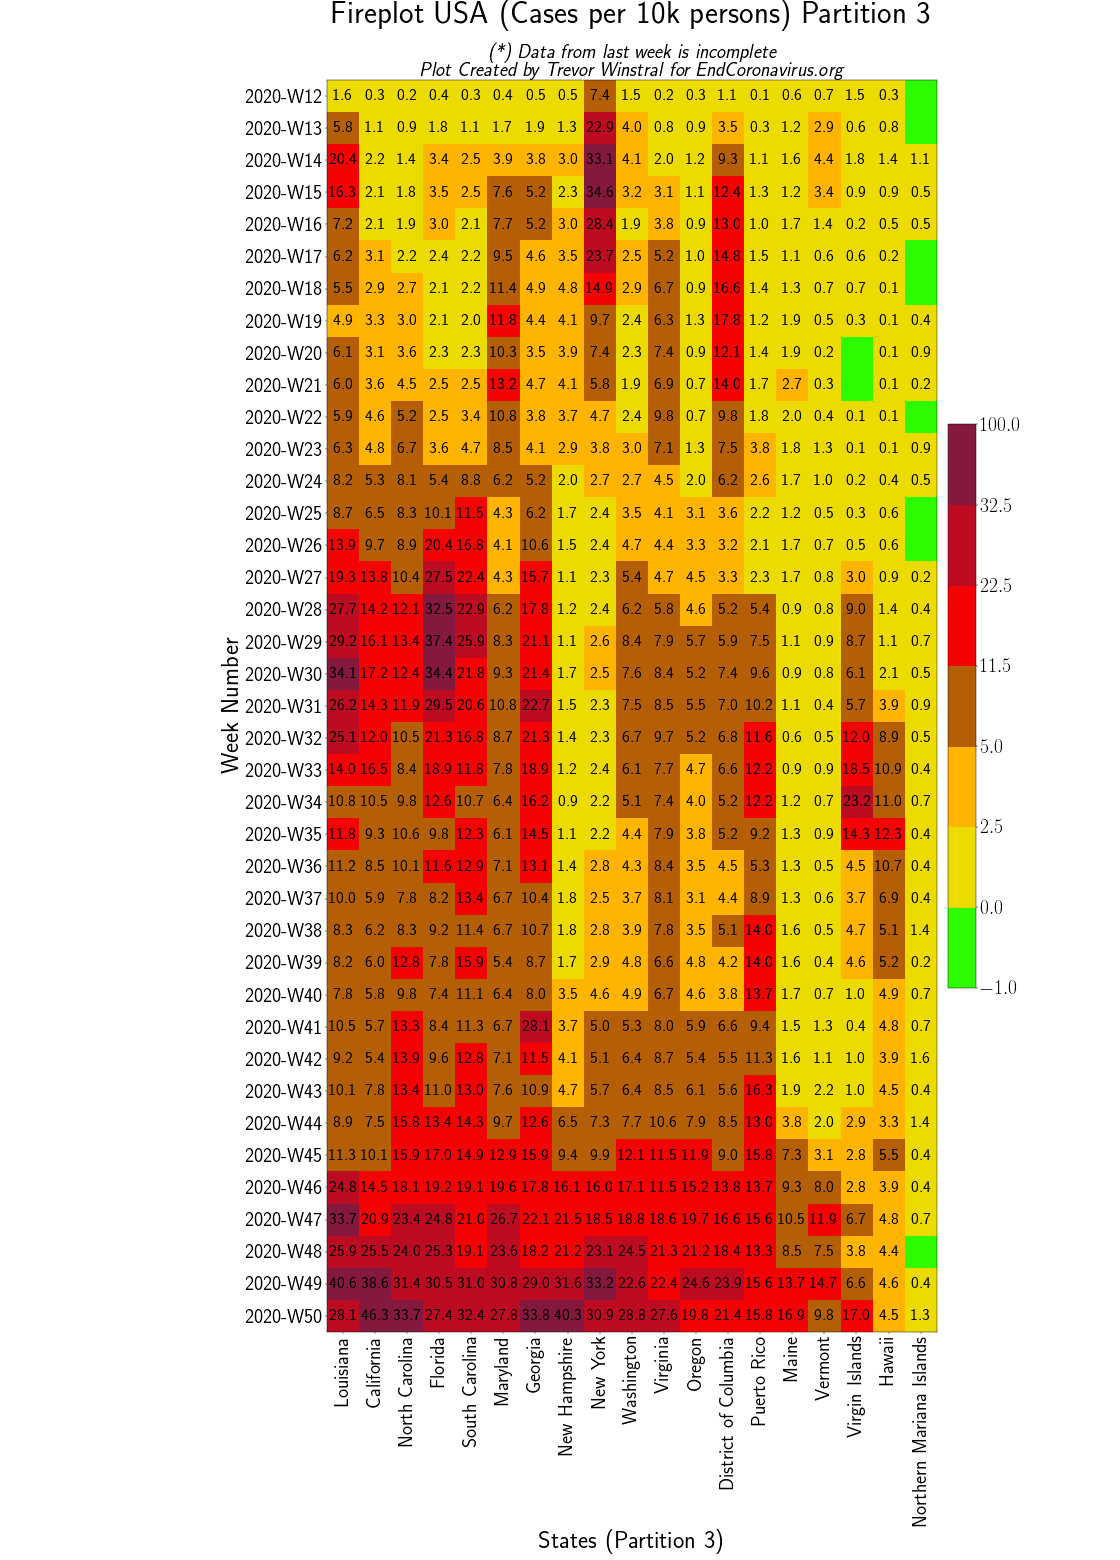 Fireplot USA (Cases per 10k persons) Partition 3
(*) Data from last week is incomplete
Plot Created by Trevor Winstral for EndCoronavirus.org
2020-W12 1.6 0.3 0.2 0.4 0.3 0.4 0.5 0.5 7.4 1.5 0.2 0.3 1.1 0.1 0.6 0.7 1.5 0.3
2020-W13 5.8 1.1 0.9 1.8 1.1 1.7 1.9 1.3 22.9 4.0 0.8 0.9 3.5 0.3 1.2 2.9 0.6 0.8
2020-W14 20.4 2.2 1.4 3.4 2.5 3.9 3.8 3.0 33.1 4.1 2.0 1.2 9.3 1.1 1.6 4.4 1.8 1.4 1.1
2020-W15 16.3 2.1 1.8 3.5 2.5 7.6 5.2 2.3 34.6 3.2 3.1 1.1 12.4 1.3 1.2 3.4 0.9 0.9 0.5
2020-W16 7.2 2.1 1.9 3.0 2.1 7.7 5.2 3.0 28.4 1.9 3.8 0.9 13.0 1.0 1.7 1.4 0.2 0.5 0.5
2020-W17 6.2 3.1 2.2 2.4 2.2 9.5 4.6 3.5 23.7 2.5 5.2 1.0 14.8 1.5 1.1 0.6 0.6 0.2
2020-W18 5.5 2.9 2.7 2.1 2.2 11.4 4.9 4.8 14.9 2.9 6.7 0.9 16.6 1.4 1.3 0.7 0.7 0.1
2020-W19 4.9 3.3 3.0 2.1 2.0 11.8 4.4 4.1 9.7 2.4 6.3 1.3 17.8 1.2 1.9 0.5 0.3 0.1 0.4
2020-W20 6.1 3.1 3.6 2.3 2.3 10.3 3.5 3.9 7.4 2.3 7.4 0.9 12.1 1.4 1.9 0.2 0.1 0.9
2020-W21 6.0 3.6 4.5 2.5 2.5 13.2 4.7 4.1 5.8 1.9 6.9 0.7 14.0 1.7 2.7 0.3 0.1 0.2
2020-W22 5.9 4.6 5.2 2.5 3.4 10.8 3.8 3.7 4.7 2.4 9.8 0.7 9.8 1.8 2.0 0.4 0.1 0.1
2020-W23 6.3 4.8 6.7 3.6 4.7 8.5 4.1 2.9 3.8 3.0 7.1 1.3 7.5 3.8 1.8 1.3 0.1 0.1 0.9
2020-W24 8.2 5.3 8.1 5.4 8.8 6.2 5.2 2.0 2.7 2.7 4.5 2.0 6.2 2.6 1.7 1.0 0.2 0.4 0.5
2020-W25 8.7 6.5 8.3 10.1 11.5 4.3 6.2 1.7 2.4 3.5 4.1 3.1 3.6 2.2 1.2 0.5 0.3 0.6
2020-W26 13.9 9.7 8.9 20.4 16.8 4.1 10.6 1.5 2.4 4.7 4.4 3.3 3.2 2.1 1.7 0.7 0.5 0.6
2020-W27 19.3 13.8 10.4 27.5 22.4 4.3 15.7 1.1 2.3 5.4 4.7 4.5 3.3 2.3 1.7 0.8 3.0 0.9 0.2
2020-W28 27.7 14.2 12.1 32.5 22.9 6.2 17.8 1.2 2.4 6.2 5.8 4.6 5.2 5.4 0.9 0.8 9.0 1.4 0.4
2020-W29 29.2 16.1 13.4 37.4 25.9 8.3 21.1 1.1 2.6 8.4 7.9 5.7 5.9 7.5 1.1 0.9 8.7 1.1 0.7
2020-W30 34.1 17.2 12.4 34.4 21.8 9.3 21.4 1.7 2.5 7.6 8.4 5.2 7.4 9.6 0.9 0.8 6.1 2.1 0.5
2020-W31 26.2 14.3 11.9 29.5 20.6 10.8 22.7 1.5 2.3 7.5 8.5 5.5 7.0 10.2 1.1 0.4 5.7 3.9 0.9
2020-W32 25.1 12.0 10.5 21.3 16.8 8.7 21.3 1.4 2.3 6.7 9.7 5.2 6.8 11.6 0.6 0.5 12.0 8.9 0.5
2020-W33 14.0 16.5 8.4 18.9 11.8 7.8 18.9 1.2 2.4 6.1 7.7 4.7 6.6 12.2 0.9 0.9 18.5 10.9 0.4
2020-W34 10.8 10.5 9.8 12.6 10.7 6.4 16.2 0.9 2.2 5.1 7.4 4.0 5.2 12.2 1.2 0.7 23.2 11.0 0.7
2020-W35 11.8 9.3 10.6 9.8 12.3 6.1 14.5 1.1 2.2 4.4 7.9 3.8 5.2 9.2 1.3 0.9 14.3 12.3 0.4
2020-W36 11.2 8.5 10.1 11.6 12.9 7.1 13.1 1.4 2.8 4.3 8.4 3.5 4.5 5.3 1.3 0.5 4.5 10.7 0.4
2020-W37 10.0 5.9 7.8 8.2 13.4 6.7 10.4 1.8 2.5 3.7 8.1 3.1 4.4 8.9 1.3 0.6 3.7 6.9 0.4
2020-W38 8.3 6.2 8.3 9.2 11.4 6.7 10.7 1.8 2.8 3.9 7.8 3.5 5.1 14.0 1.6 0.5 4.7 5.1 1.4
2020-W39 8.2 6.0 12.8 7.8 15.9 5.4 8.7 1.7 2.9 4.8 6.6 4.8 4.2 14.0 1.6 0.4 4.6 5.2 0.2
2020-W40 7.8 5.8 9.8 7.4 11.1 6.4 8.0 3.5 4.6 4.9 6.7 4.6 3.8 13.7 1.7 0.7 1.0 4.9 0.7
2020-W41 10.5 5.7 13.3 8.4 11.3 6.7 28.1 3.7 5.0 5.3 8.0 5.9 6.6 9.4 1.5 1.3 0.4 4.8 0.7
2020-W42 9.2 5.4 13.9 9.6 12.8 7.1 11.5 4.1 5.1 6.4 8.7 5.4 5.5 11.3 1.6 1.1 1.0 3.9 1.6
2020-W43 10.1 7.8 13.4 11.0 13.0 7.6 10.9 4.7 5.7 6.4 8.5 6.1 5.6 16.3 1.9 2.2 1.0 4.5 0.4
2020-W44 8.9 7.5 15.8 13.4 14.3 9.7 12.6 6.5 7.3 7.7 10.6 7.9 8.5 13.0 3.8 2.0 2.9 3.3 1.4
2020-W45 11.3 10.1 15.9 17.0 14.9 12.9 15.9 9.4 9.9 12.1 11.5 11.9 9.0 15.8 7.3 3.1 2.8 5.5 0.4
2020-W46 24.8 14.5 18.1 19.2 19.1 19.6 17.8 16.1 16.0 17.1 11.5 15.2 13.8 13.7 9.3 8.0 2.8 3.9 0.4
2020-W47 33.7 20.9 23.4 24.8 21.0 26.7 22.1 21.5 18.5 18.8 18.6 19.7 16.6 15.6 10.5 11.9 6.7 4.8 0.7
2020-W48 25.9 25.5 24.0 25.3 19.1 23.6 18.2 21.2 23.1 24.5 21.3 21.2 18.4 13.3 8.5 7.5 3.8 4.4
2020-W49 40.6 38.6 31.4 30.5 31.0 30.8 29.0 31.6 33.2 22.6 22.4 24.6 23.9 15.6 13.7 14.7 6.6 4.6 0.4
2020-W50 28.1 46.3 33.7 27.4 32.4 27.8 33.8 40.3 30.9 28.8 27.6 19.8 21.4 15.8 16.9 9.8 17.0 4.5 1.3
Week Number
Louisiana
California
North Carolina
Florida
South Carolina
Maryland
Georgia
New Hampshire
New York
Washington
Virginia
Oregon
District of Columbia
Puerto Rico
Maine
Vermont
Virgin Islands
Hawaii
Northern Mariana Islands
States (Partition 3)
100.0
32.5
22.5
11.5
5.0
2.5
0.0
−1.0